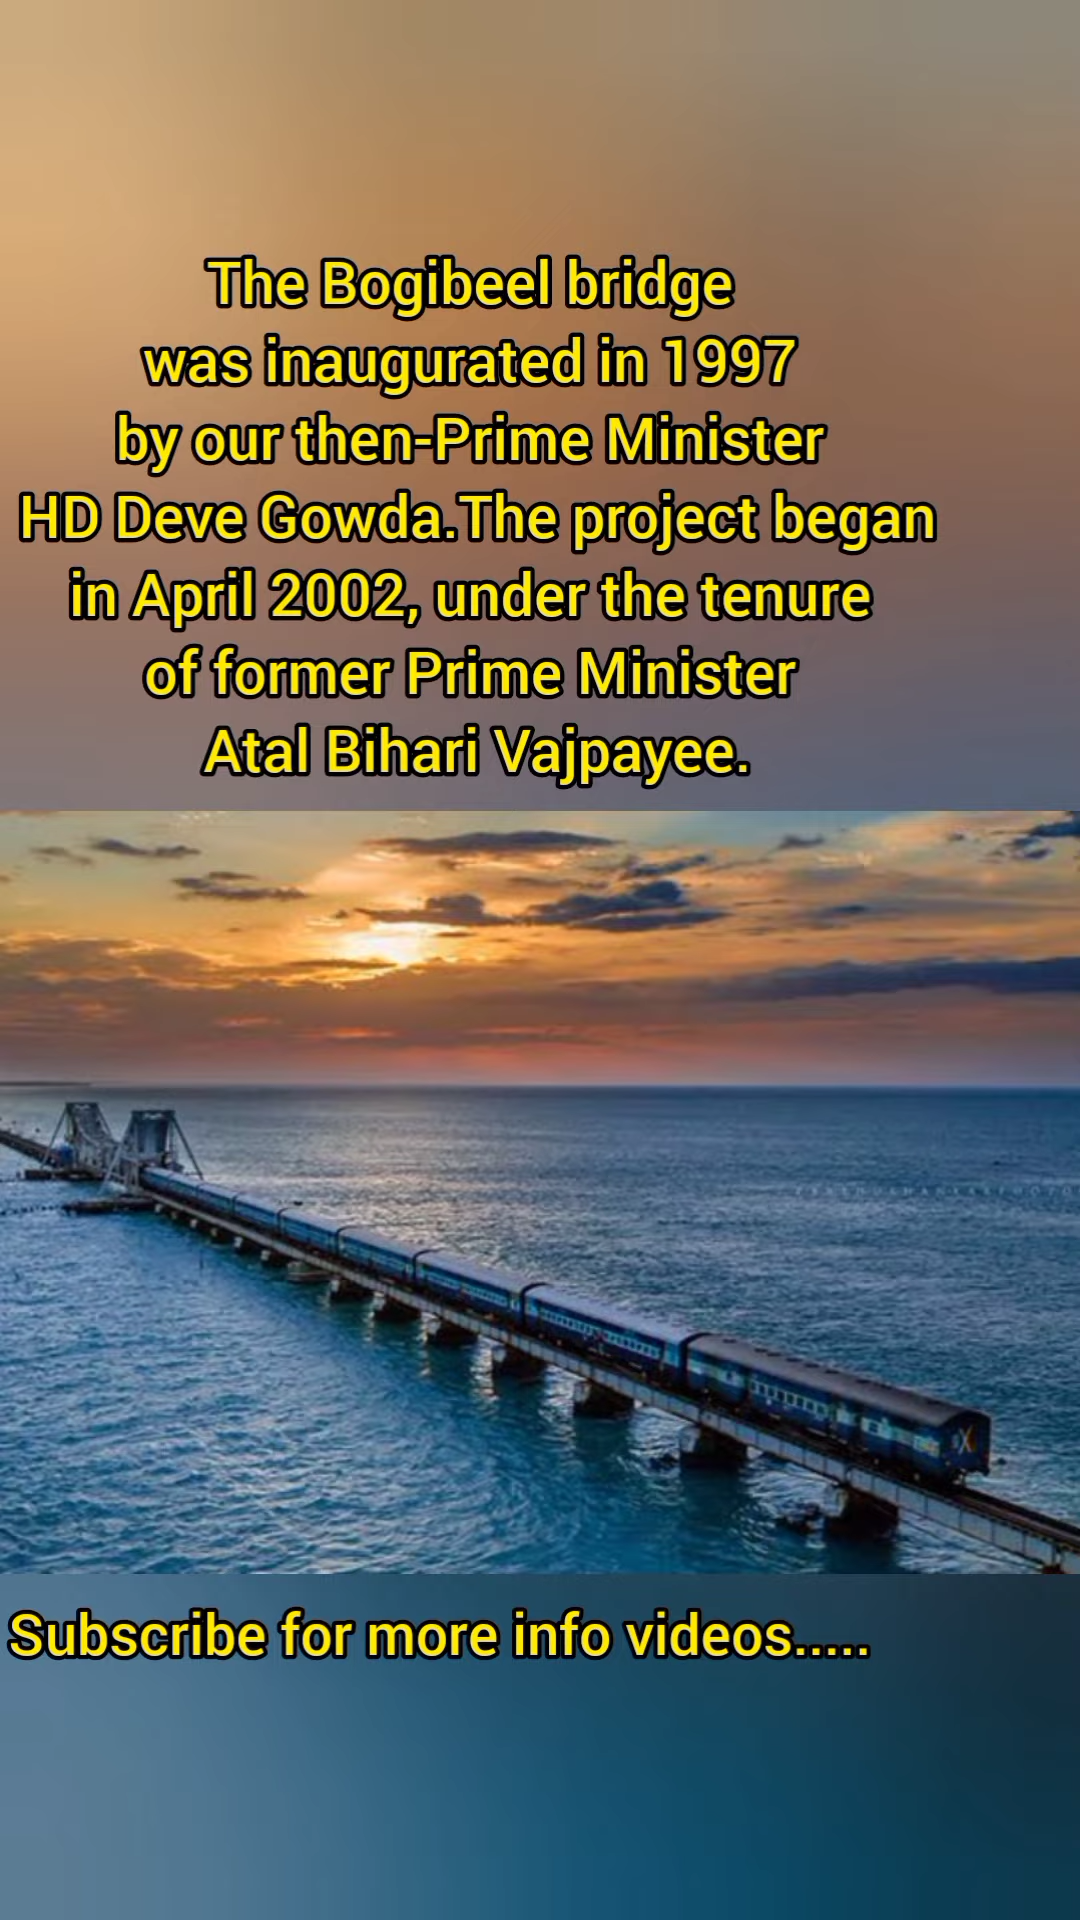 The Bogibeel bridge
was inaugurated in 1997
by our then-Prime Minister
HD Deve Gowda.The project began
in April 2002, under the tenure
of former Prime Minister
Atal Bihari Vajpayee.
X
Subscribe for more info videos.....